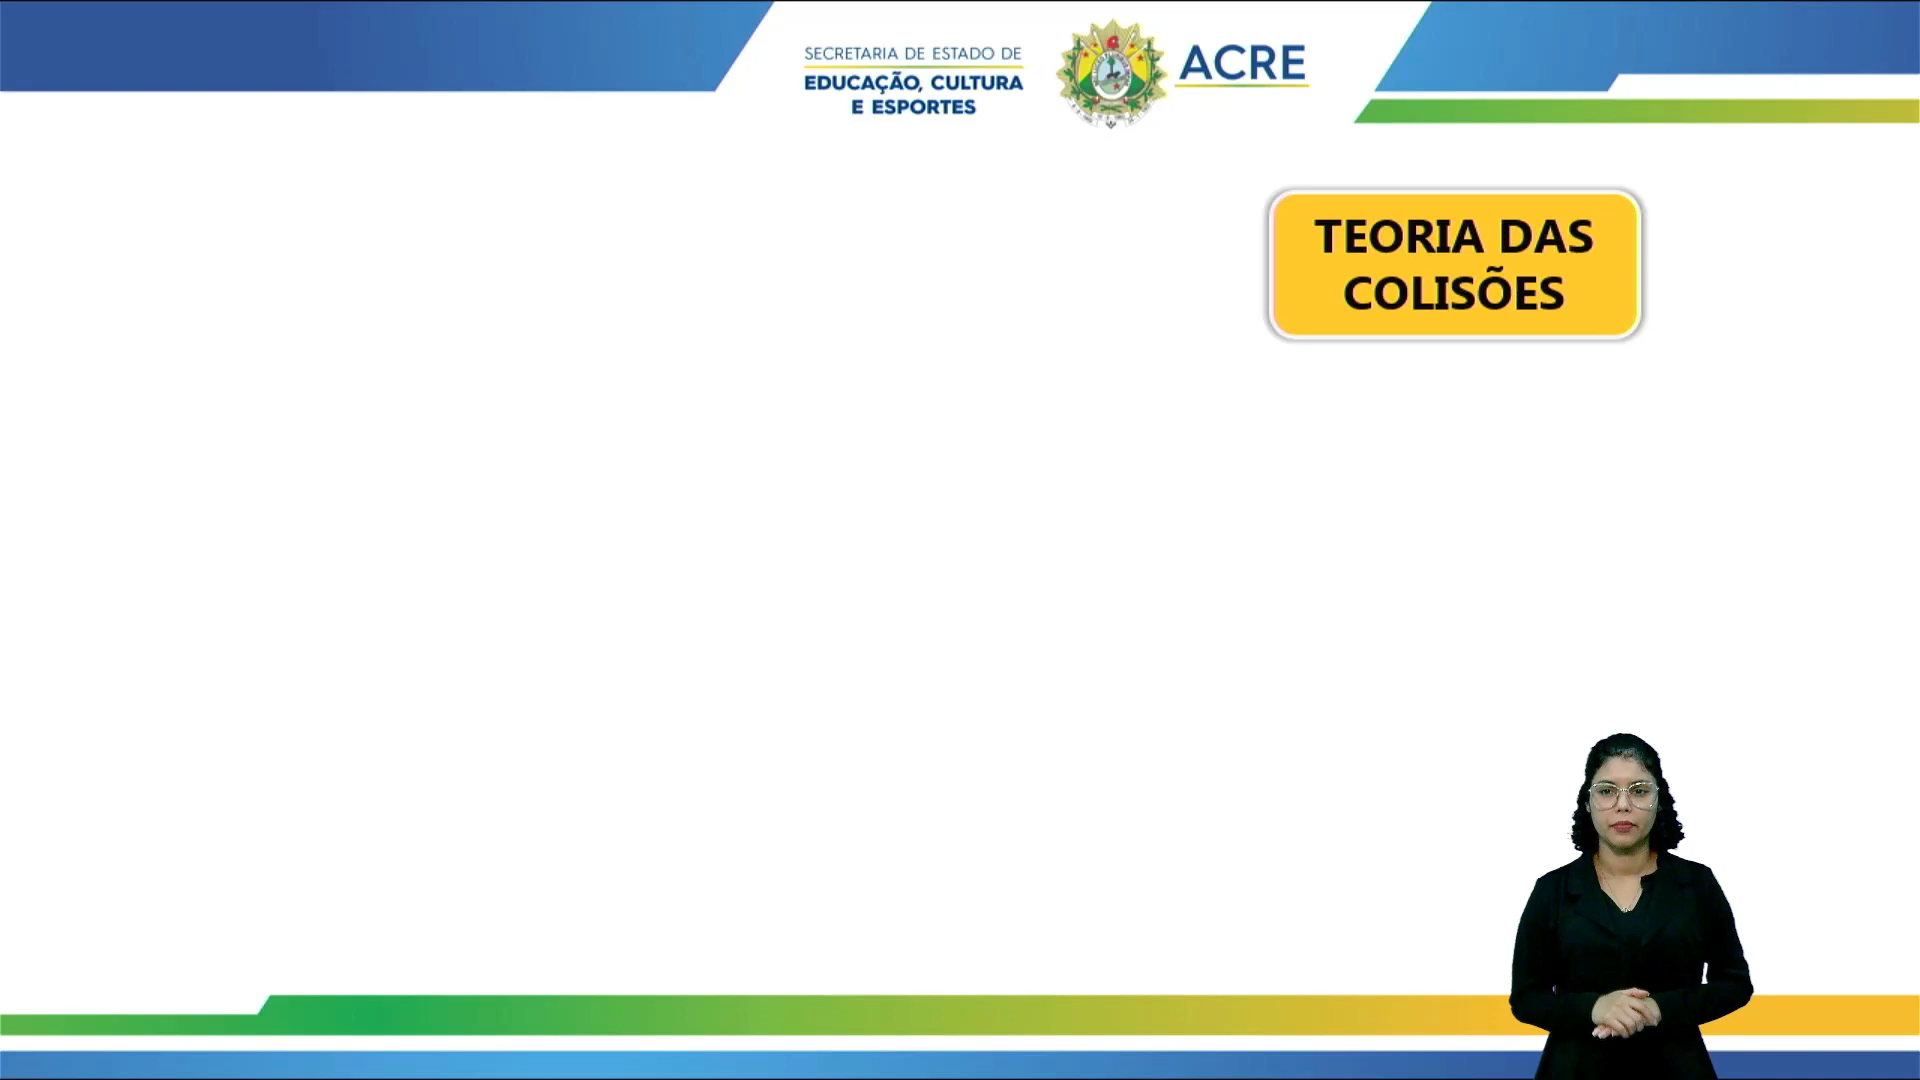 SECRETARIA DE ESTADO DE
EDUCAÇÃO, CULTURA
E ESPORTES
ACRE
TEORIA DAS
COLISÕES